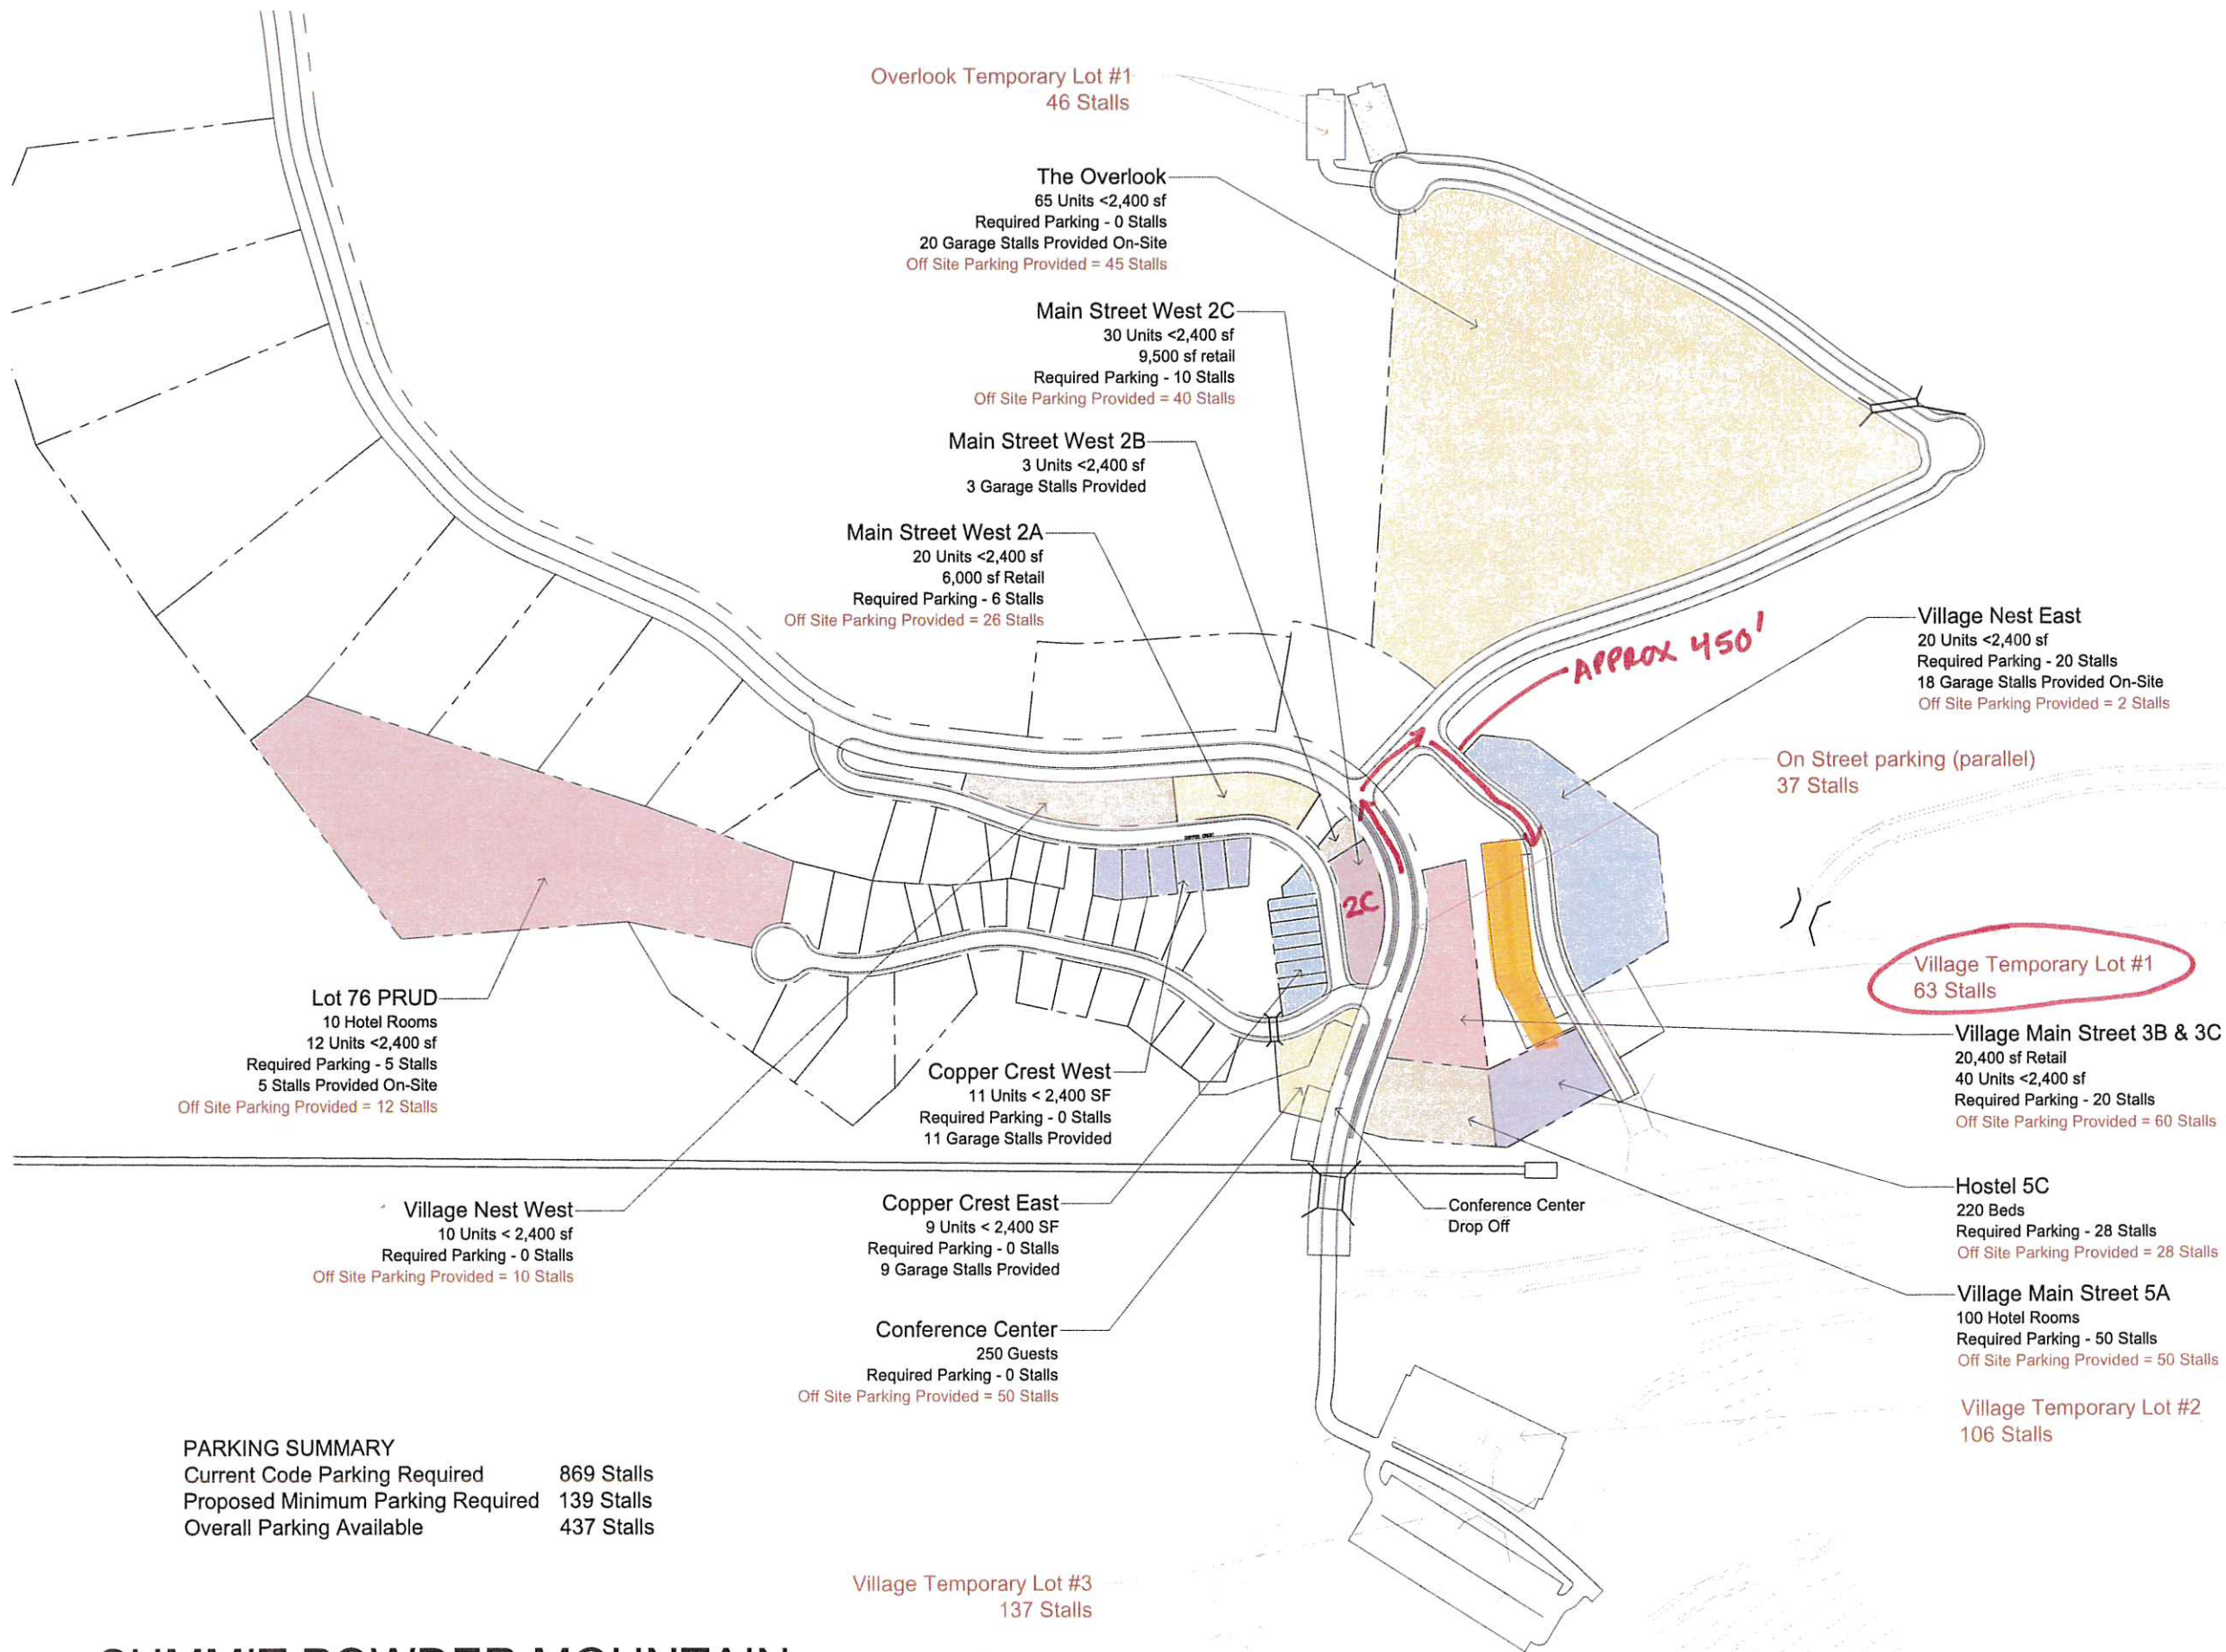 Overlook Temporary Lot #1
46 Stalls
The Overlook
65 Units <2,400 sf
Required Parking - 0 Stalls
20 Garage Stalls Provided On-Site
Off Site Parking Provided = 45 Stalls
Main Street West 2C
30 Units <2,400 sf
9,500 sf retail
Required Parking - 10 Stalls
Off Site Parking Provided = 40 Stalls
Main Street West 2B
3 Units <2,400 sf
3 Garage Stalls Provided
Main Street West 2A
20 Units <2,400 sf
6,000 sf Retail
Required Parking - 6 Stalls
Off Site Parking Provided = 26 Stalls
APPROX 450'
Village Nest East
20 Units <2,400 sf
Required Parking - 20 Stalls
18 Garage Stalls Provided On-Site
Off Site Parking Provided = 2 Stalls
On Street parking (parallel)
37 Stalls
2C
Village Temporary Lot #1
63 Stalls
Lot 76 PRUD
10 Hotel Rooms
12 Units <2,400 sf
Required Parking - 5 Stalls
5 Stalls Provided On-Site
Off Site Parking Provided = 12 Stalls
Village Main Street 3B & 3C
20,400 sf Retail
40 Units <2,400 sf
Required Parking - 20 Stalls
Off Site Parking Provided = 60 Stalls
Copper Crest West
11 Units < 2,400 SF
Required Parking - 0 Stalls
11 Garage Stalls Provided
Village Nest West
10 Units < 2,400 sf
Required Parking - 0 Stalls
Off Site Parking Provided = 10 Stalls
Copper Crest East
9 Units < 2,400 SF
Required Parking - 0 Stalls
9 Garage Stalls Provided
Conference Center
Drop Off
Hostel 5C
220 Beds
Required Parking - 28 Stalls
Off Site Parking Provided = 28 Stalls
Conference Center
250 Guests
Required Parking - 0 Stalls
Off Site Parking Provided = 50 Stalls
Village Main Street 5A
100 Hotel Rooms
Required Parking - 50 Stalls
Off Site Parking Provided = 50 Stalls
Village Temporary Lot #2
106 Stalls
PARKING SUMMARY
Current Code Parking Required 869 Stalls
Proposed Minimum Parking Required 139 Stalls
Overall Parking Available 437 Stalls
Village Temporary Lot #3
137 Stalls
SUMMIT POWDER MOUNTAIN